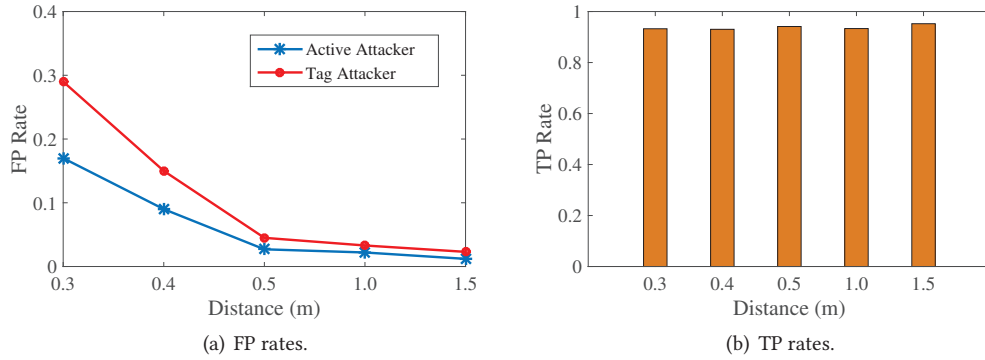 0.4
0.3
0.2
0.1
0
FP Rate
Active Attacker
Tag Attacker
0.3 0.4 0.5 1.0 1.5
Distance (m)
(a) FP rates.
1
0.8
0.6
0.4
0.2
0
TP Rate
0.3 0.4 0.5 1.0 1.5
Distance (m)
(b) TP rates.